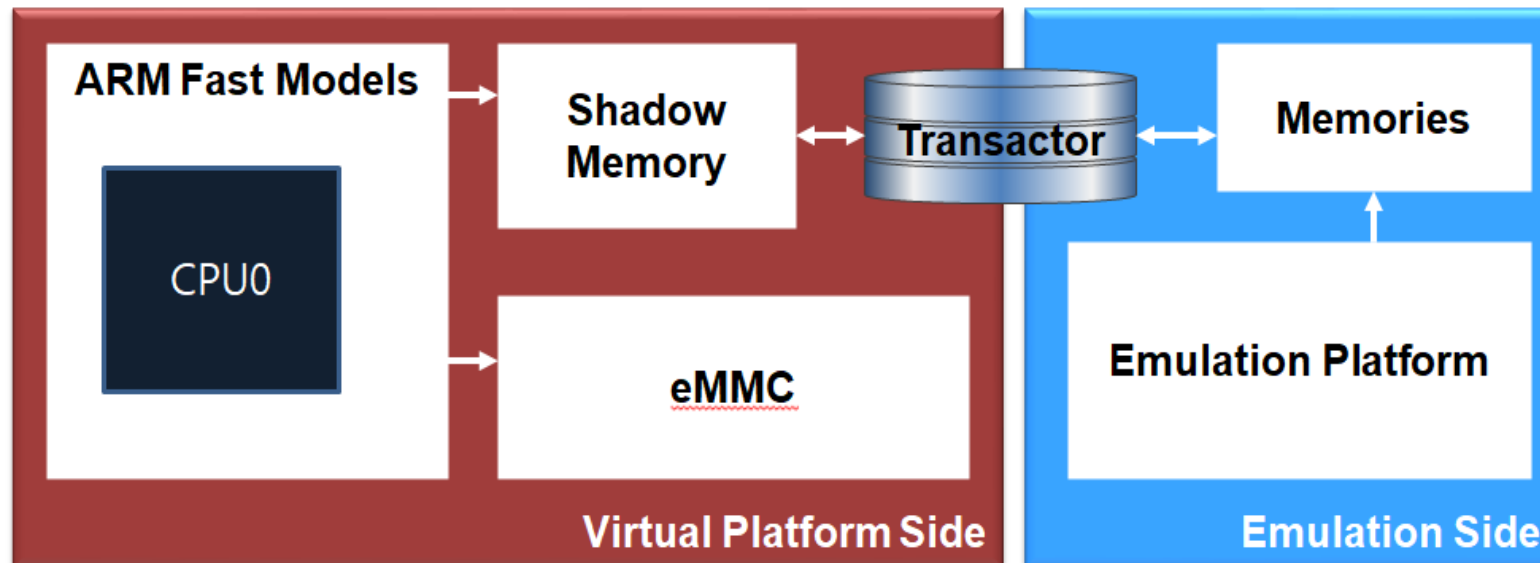 ARM Fast Models
CPU0
Shadow
Memory
eMMC
Virtual Platform Side
Transactor
Memories
Emulation Platform
Emulation Side